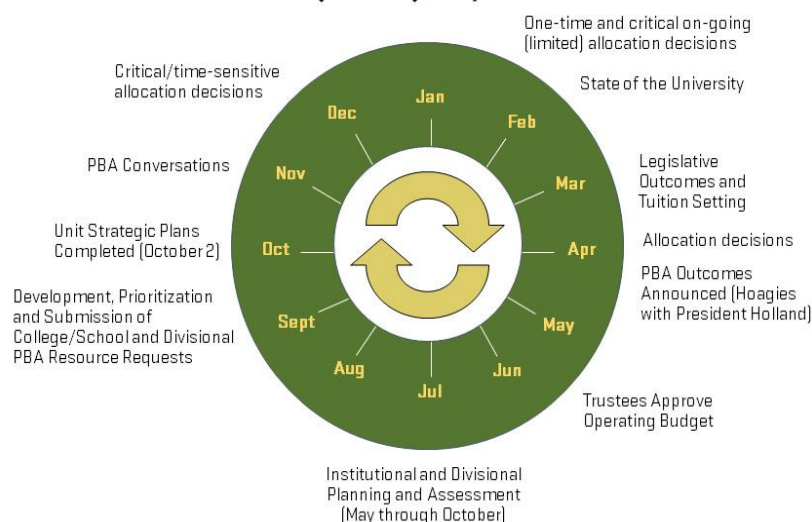 One-time and critical on-going
(limited) allocation decisions
Critical/time-sensitive
allocation decisions
State of the University
Jan
Dec
Feb
PBA Conversations
Nov
Mar
Legislative
Outcomes and
Tuition Setting
Unit Strategic Plans
Completed (October 2)
Oct
Apr
Allocation decisions
PBA Outcomes
Announced (Hoagies
with President Holland)
Development, Prioritization
and Submission of
College/School and Divisional
PBA Resource Requests
Sept
May
Aug
Jun
Jul
Trustees Approve
Operating Budget
Institutional and Divisional
Planning and Assessment
(May through October)